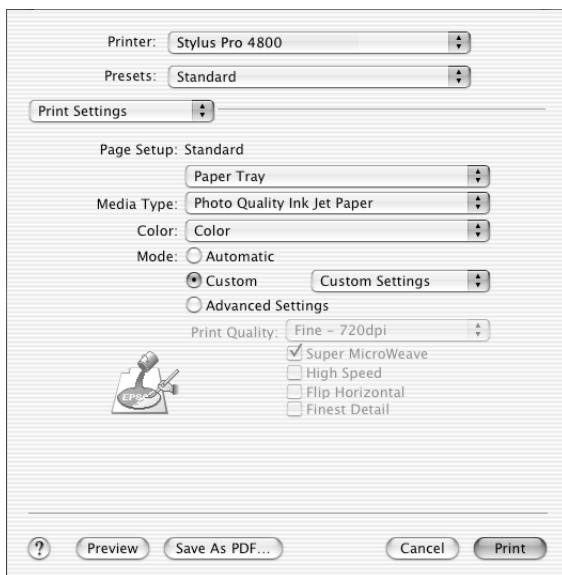 Printer: Stylus Pro 4800
Presets: Standard
Print Settings
Page Setup: Standard
Paper Tray
Media Type: Photo Quality Ink Jet Paper
Color: Color
Mode: Automatic
Custom Custom Settings
Advanced Settings
Print Quality: Fine – 720dpi
Super MicroWeave
High Speed
Flip Horizontal
Finest Detail
EPSON
? Preview Save As PDF... Cancel Print